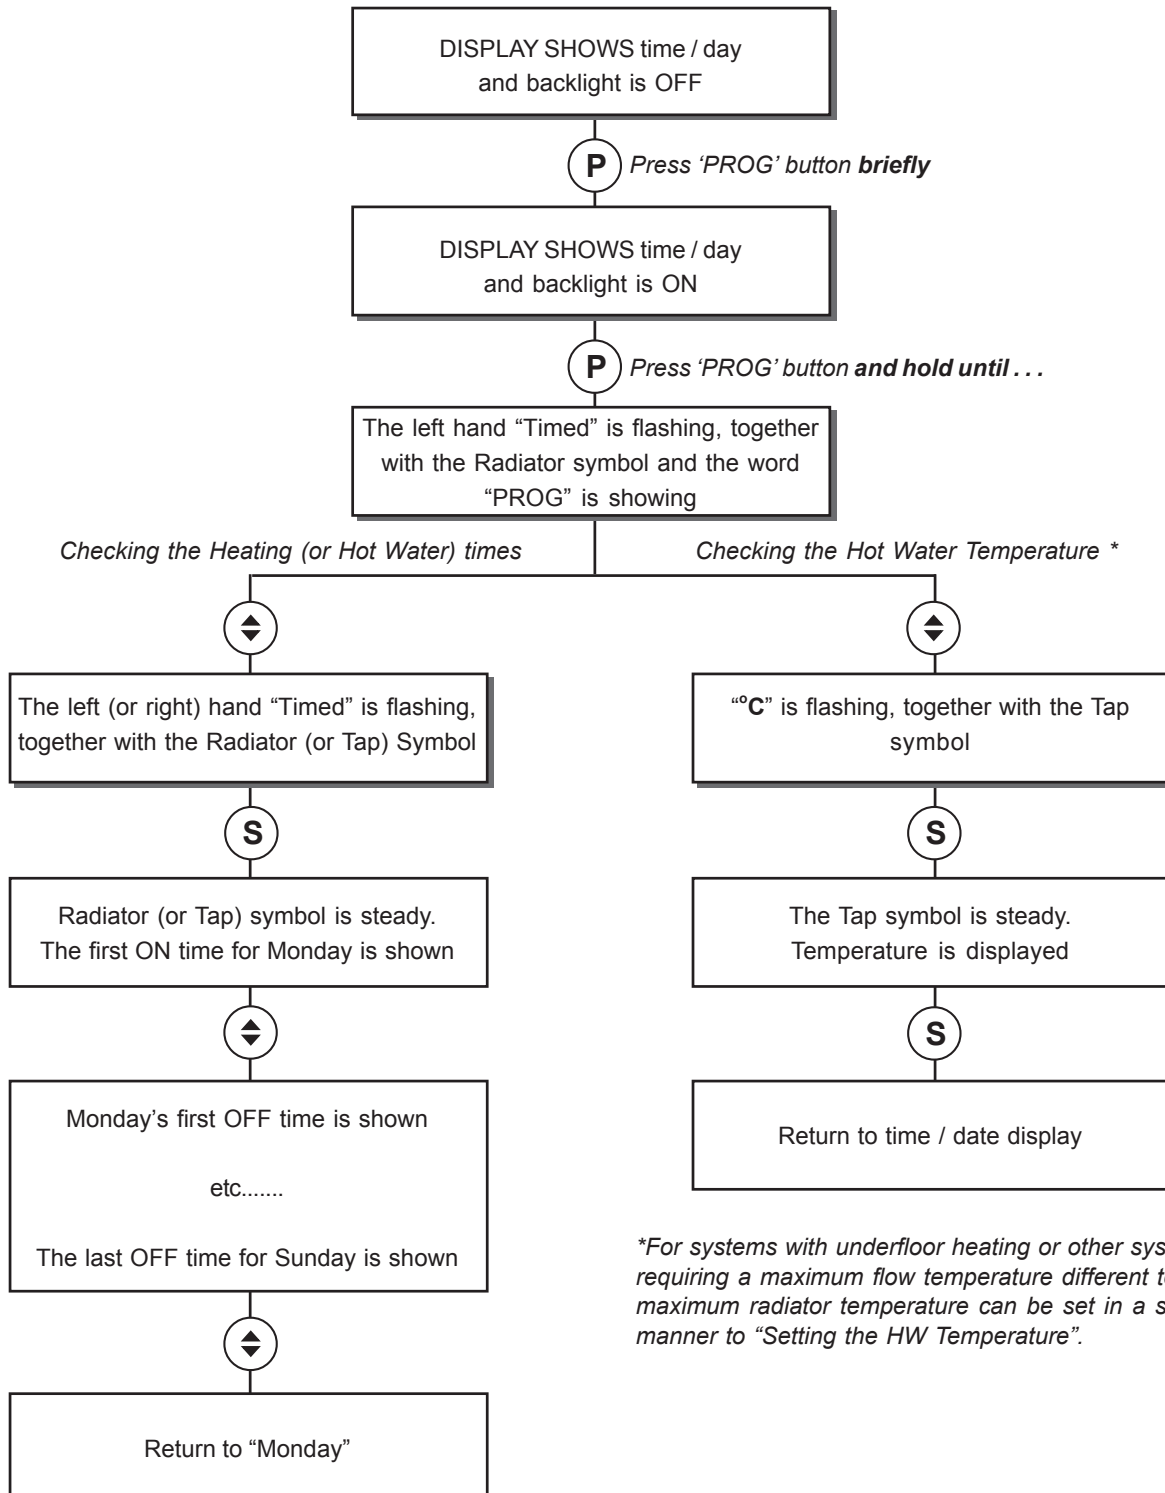 DISPLAY SHOWS time / day
and backlight is OFF
P
Press ‘PROG’ button briefly
DISPLAY SHOWS time / day
and backlight is ON
P
Press ‘PROG’ button and hold until . . .
The left hand “Timed” is flashing, together
with the Radiator symbol and the word
“PROG” is showing
Checking the Heating (or Hot Water) times
The left (or right) hand “Timed” is flashing,
together with the Radiator (or Tap) Symbol
S
Radiator (or Tap) symbol is steady.
The first ON time for Monday is shown
Monday’s first OFF time is shown
etc.......
The last OFF time for Sunday is shown
Return to “Monday”
Checking the Hot Water Temperature *
“°C” is flashing, together with the Tap
symbol
S
The Tap symbol is steady.
Temperature is displayed
S
Return to time / date display
*For systems with underfloor heating or other sys
requiring a maximum flow temperature different
maximum radiator temperature can be set in a s
manner to “Setting the HW Temperature”.